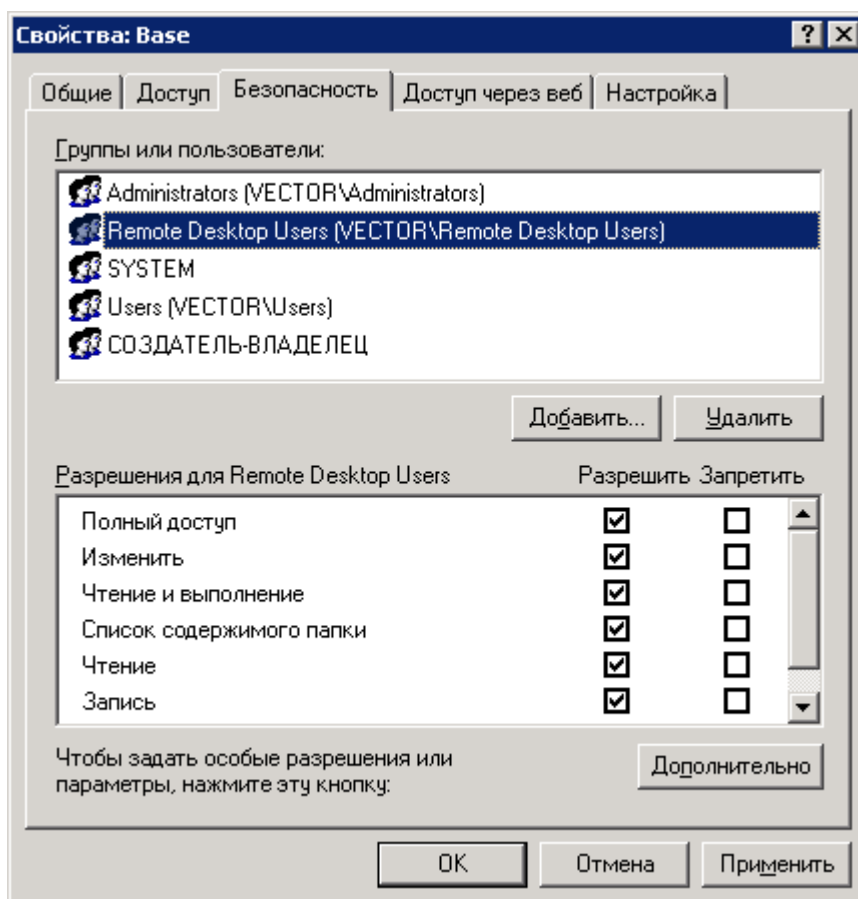 Свойства: Base
Общие Доступ Безопасность Доступ через веб Настройка
Группы или пользователи:
Administrators (VECTOR\Administrators)
Remote Desktop Users (VECTOR\Remote Desktop Users)
SYSTEM
Users (VECTOR\Users)
СОЗДАТЕЛЬ-ВЛАДЕЛЕЦ
Добавить... Удалить
Разрешения для Remote Desktop Users Разрешить Запретить
Полный доступ
Изменить
Чтение и выполнение
Список содержимого папки
Чтение
Запись
Чтобы задать особые разрешения или
параметры, нажмите эту кнопку:
Дополнительно
OK Отмена Применить